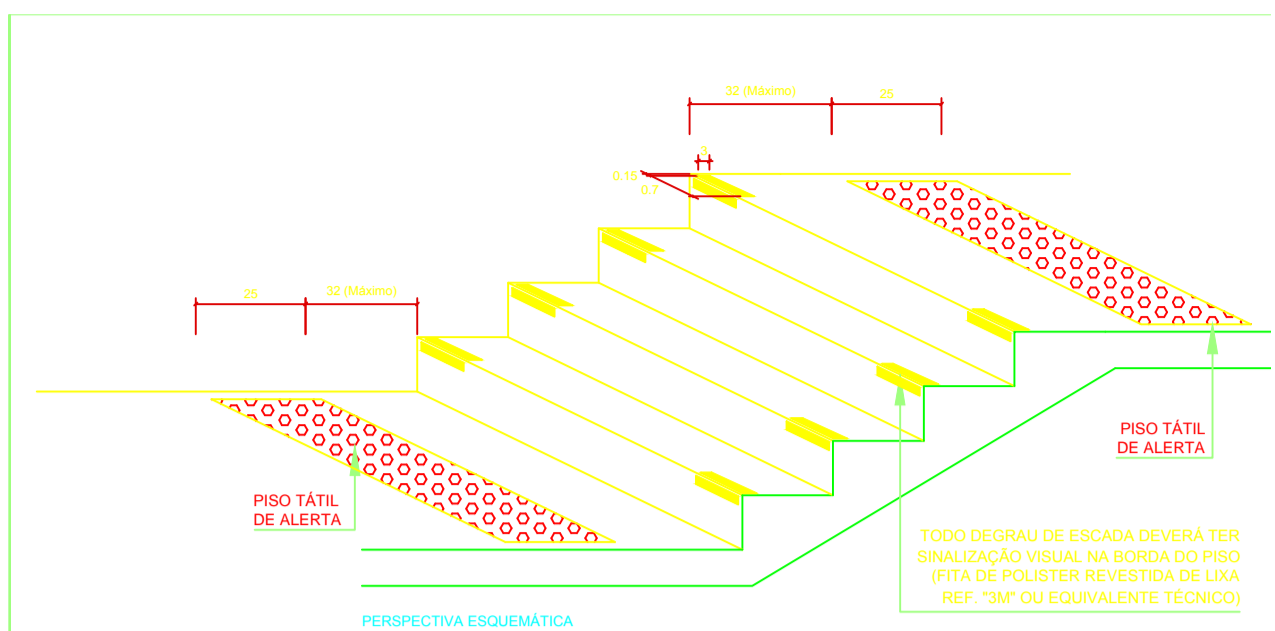 32 (Máximo)
25
3
0.15
0.7
25
32 (Máximo)
PISO TÁTIL
DE ALERTA
PISO TÁTIL
DE ALERTA
TODO DEGRAU DE ESCADA DEVERÁ TER
SINALIZAÇÃO VISUAL NA BORDA DO PISO
(FITA DE POLISTER REVESTIDA DE LIXA
REF. "3M" OU EQUIVALENTE TÉCNICO)
PERSPECTIVA ESQUEMÁTICA